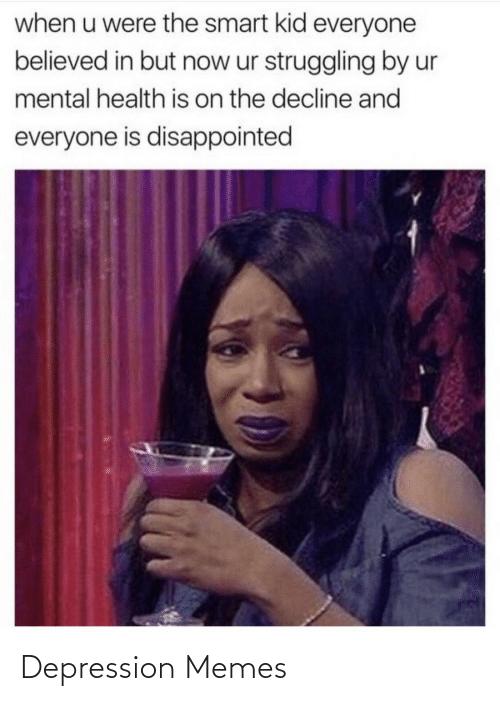 when u were the smart kid everyone
believed in but now ur struggling by ur
mental health is on the decline and
everyone is disappointed
Depression Memes